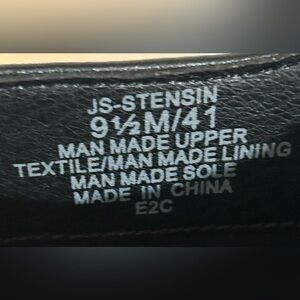 JS-STENSIN
9½M/41
MAN MADE UPPER
TEXTILE/MAN MADE LINING
MAN MADE SOLE
MADE IN CHINA
E2C